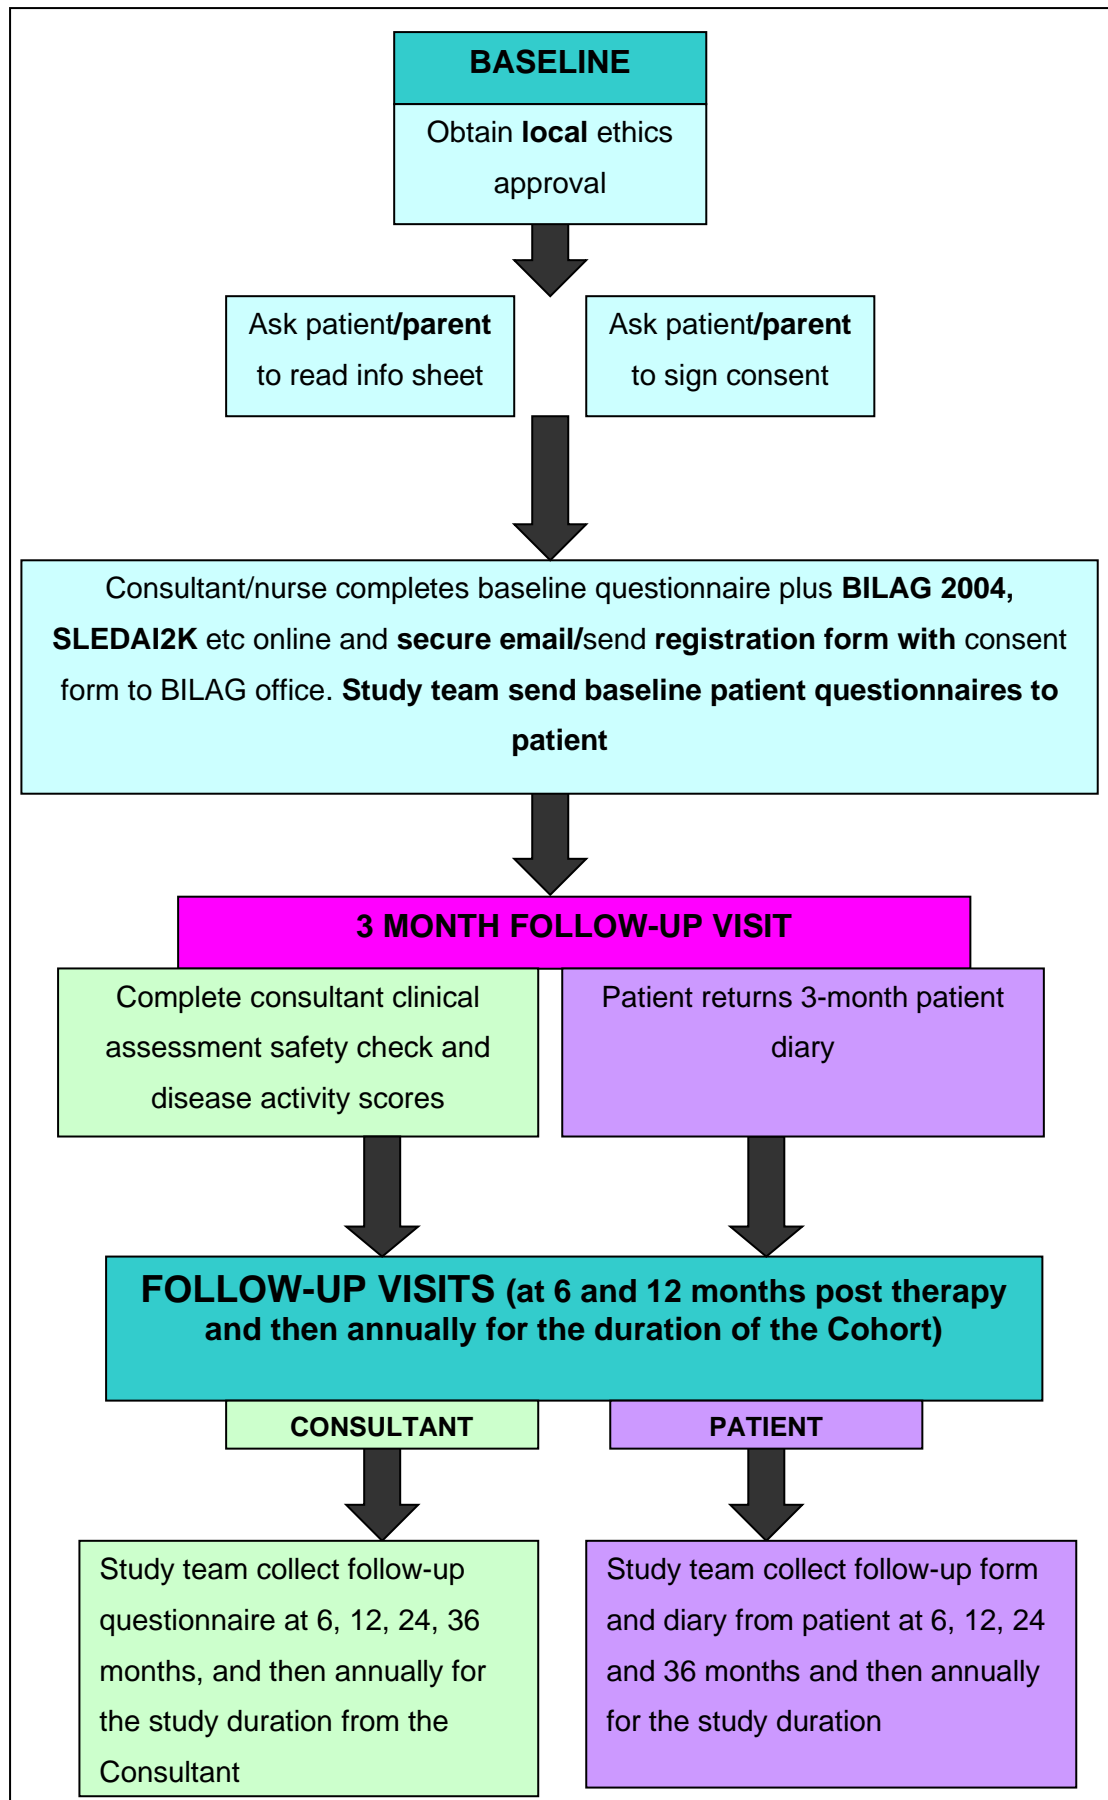 BASELINE
Obtain local ethics
approval
Ask patient/parent
to read info sheet
Ask patient/parent
to sign consent
Consultant/nurse completes baseline questionnaire plus BILAG 2004,
SLEDAI2K etc online and secure email/send registration form with consent
form to BILAG office. Study team send baseline patient questionnaires to
patient
3 MONTH FOLLOW-UP VISIT
Complete consultant clinical
assessment safety check and
disease activity scores
Patient returns 3-month patient
diary
FOLLOW-UP VISITS (at 6 and 12 months post therapy
and then annually for the duration of the Cohort)
CONSULTANT
PATIENT
Study team collect follow-up
questionnaire at 6, 12, 24, 36
months, and then annually for
the study duration from the
Consultant
Study team collect follow-up form
and diary from patient at 6, 12, 24
and 36 months and then annually
for the study duration